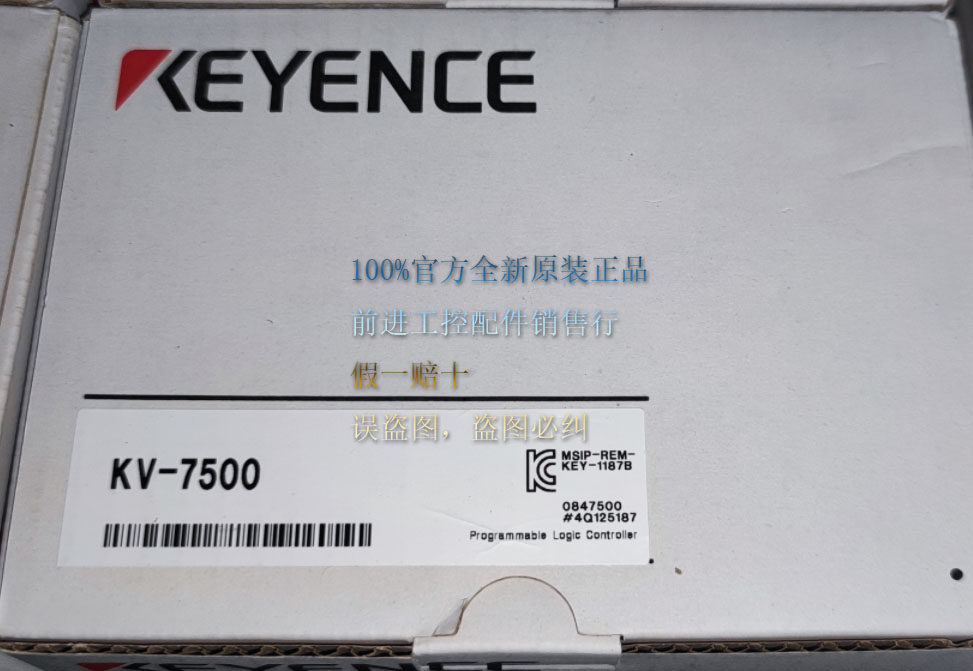 KEYENCE
100%官方全新原装正品
前进工控配件销售行
假一赔十
误盗图，盗图必纠
KV-7500
MSIP-REM-
KEY-1187B
0847500
#4Q125187
Programmable Logic Controller